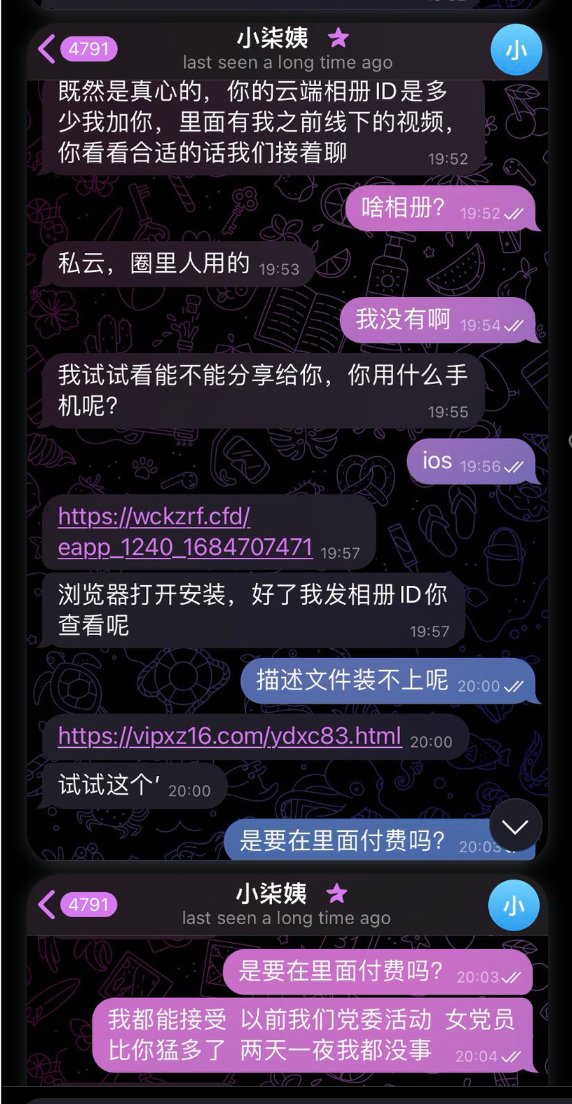 4791
小柒姨
last seen a long time ago
小
既然是真心的，你的云端相册ID是多
少我加你，里面有我之前线下的视频，
你看看合适的话我们接着聊 19:52
啥相册？ 19:52
私云，圈里人用的 19:53
我没有啊 19:54
我试试看能不能分享给你，你用什么手
机呢？ 19:55
ios 19:56
https://wckzrf.cfd/
eapp_1240_1684707471 19:57
浏览器打开安装，好了我发相册ID你
查看呢 19:57
描述文件装不上呢 20:00
https://vipxz16.com/ydxc83.html 20:00
试试这个' 20:00
是要在里面付费吗？ 20:03
4791
小柒姨
last seen a long time ago
小
是要在里面付费吗？ 20:03
我都能接受 以前我们党委活动 女党员
比你猛多了 两天一夜我都没事 20:04